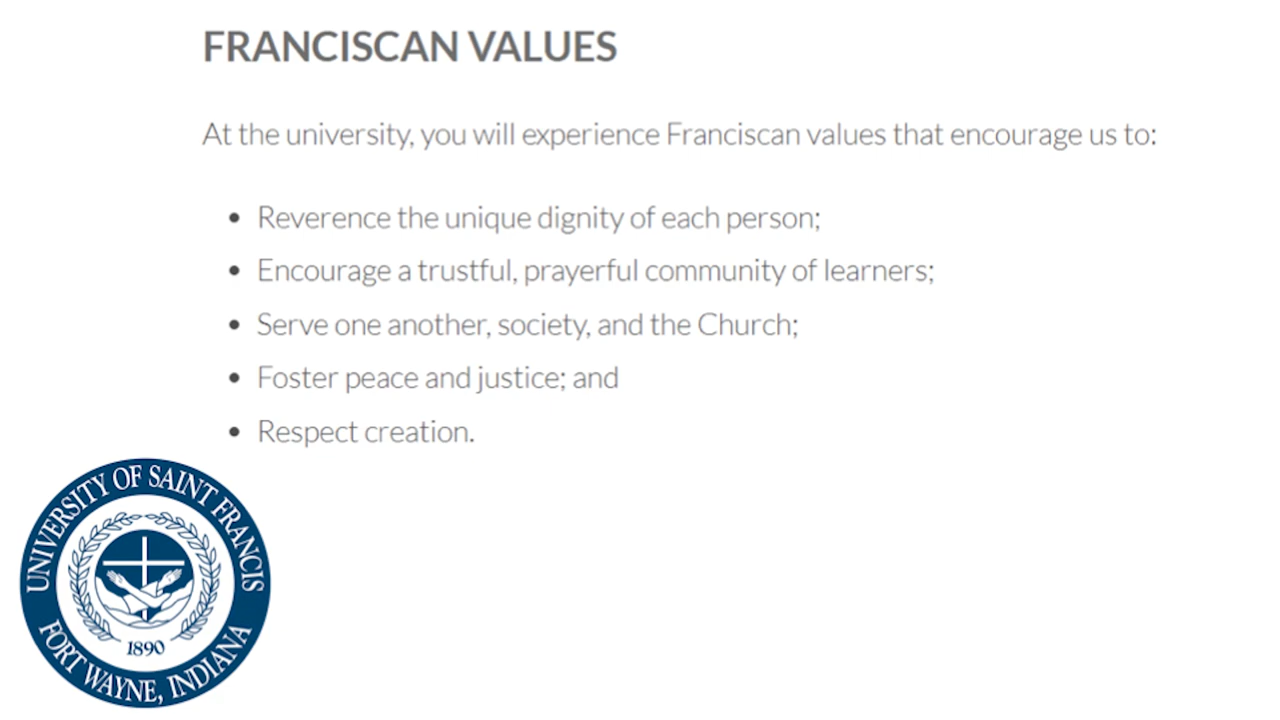 FRANCISCAN VALUES
At the university, you will experience Franciscan values that encourage us to:
• Reverence the unique dignity of each person;
• Encourage a trustful, prayerful community of learners;
• Serve one another, society, and the Church;
• Foster peace and justice; and
• Respect creation.
UNIVERSITY OF SAINT FRANCIS
1890
FORT WAYNE, INDIANA